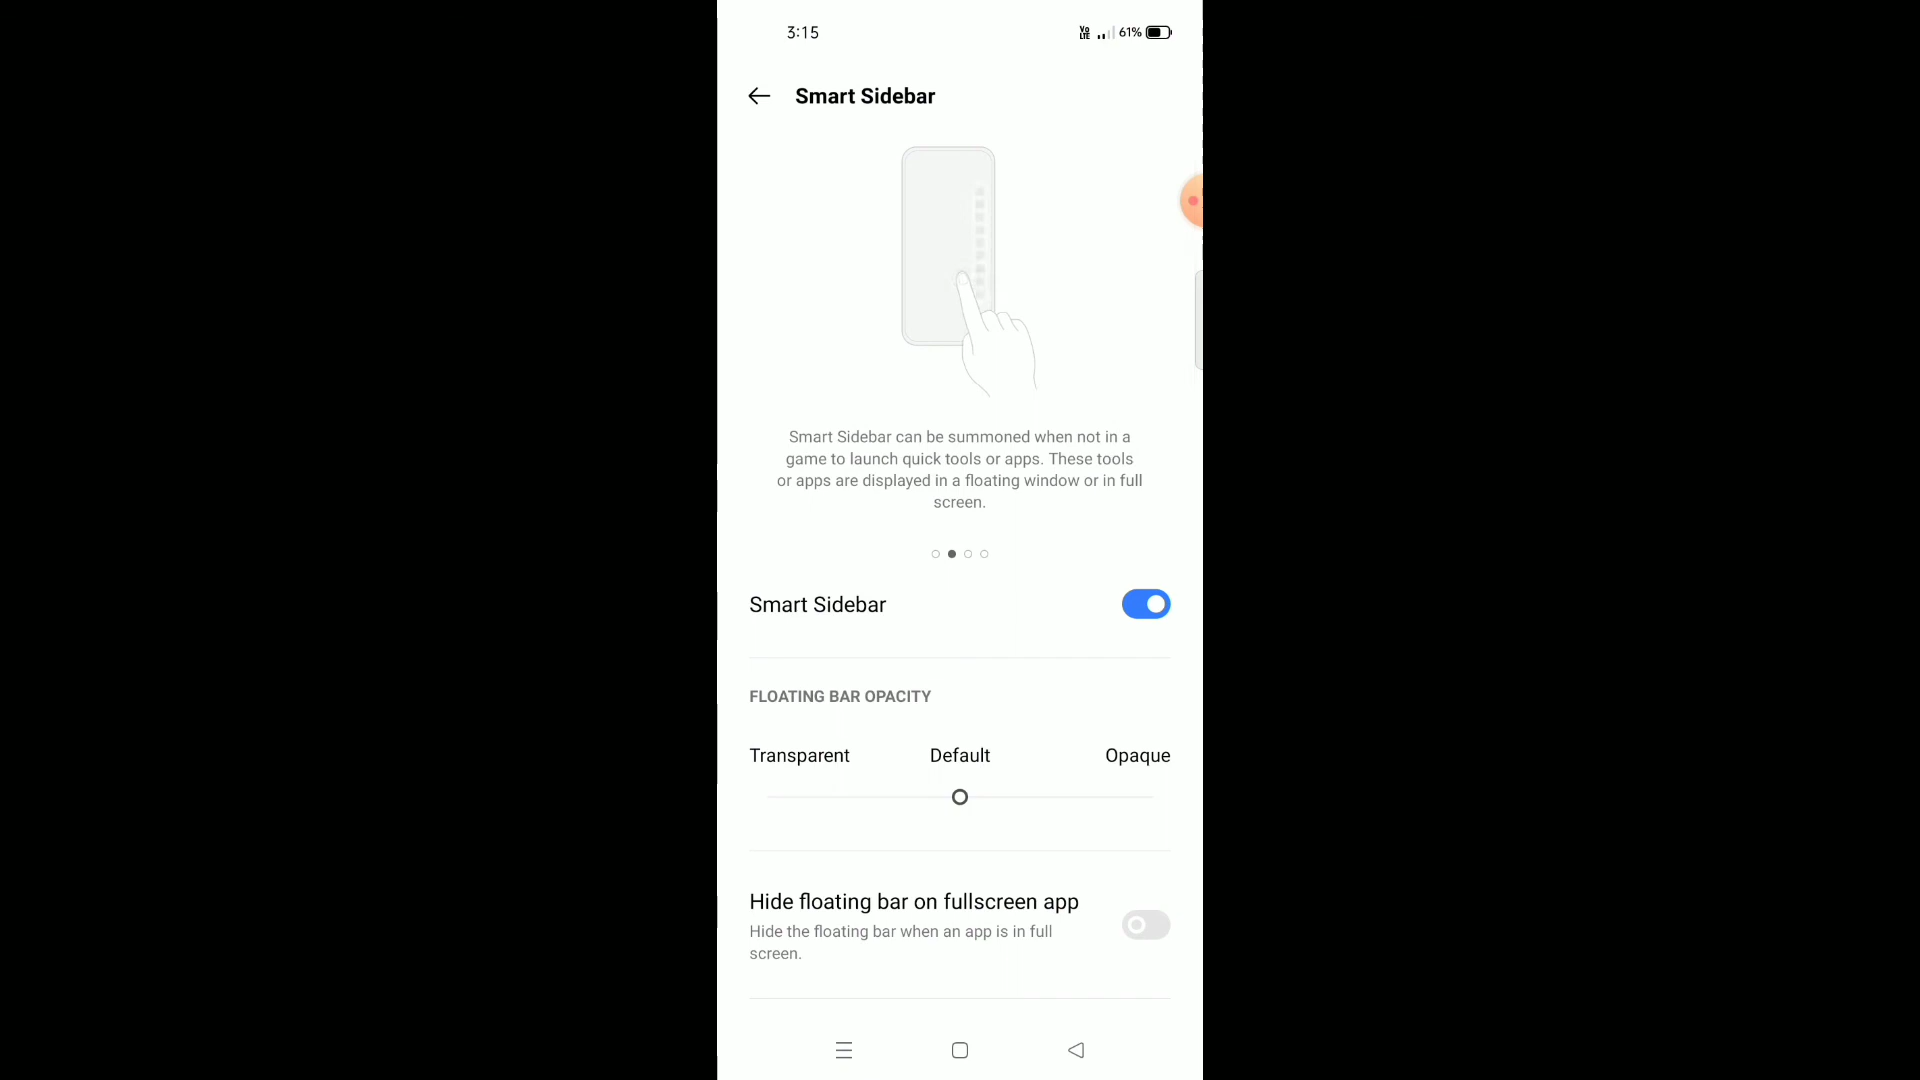 3:15
Vo LTE 61%
Smart Sidebar
Smart Sidebar can be summoned when not in a
game to launch quick tools or apps. These tools
or apps are displayed in a floating window or in full
screen.
Smart Sidebar
FLOATING BAR OPACITY
Transparent Default Opaque
Hide floating bar on fullscreen app
Hide the floating bar when an app is in full
screen.